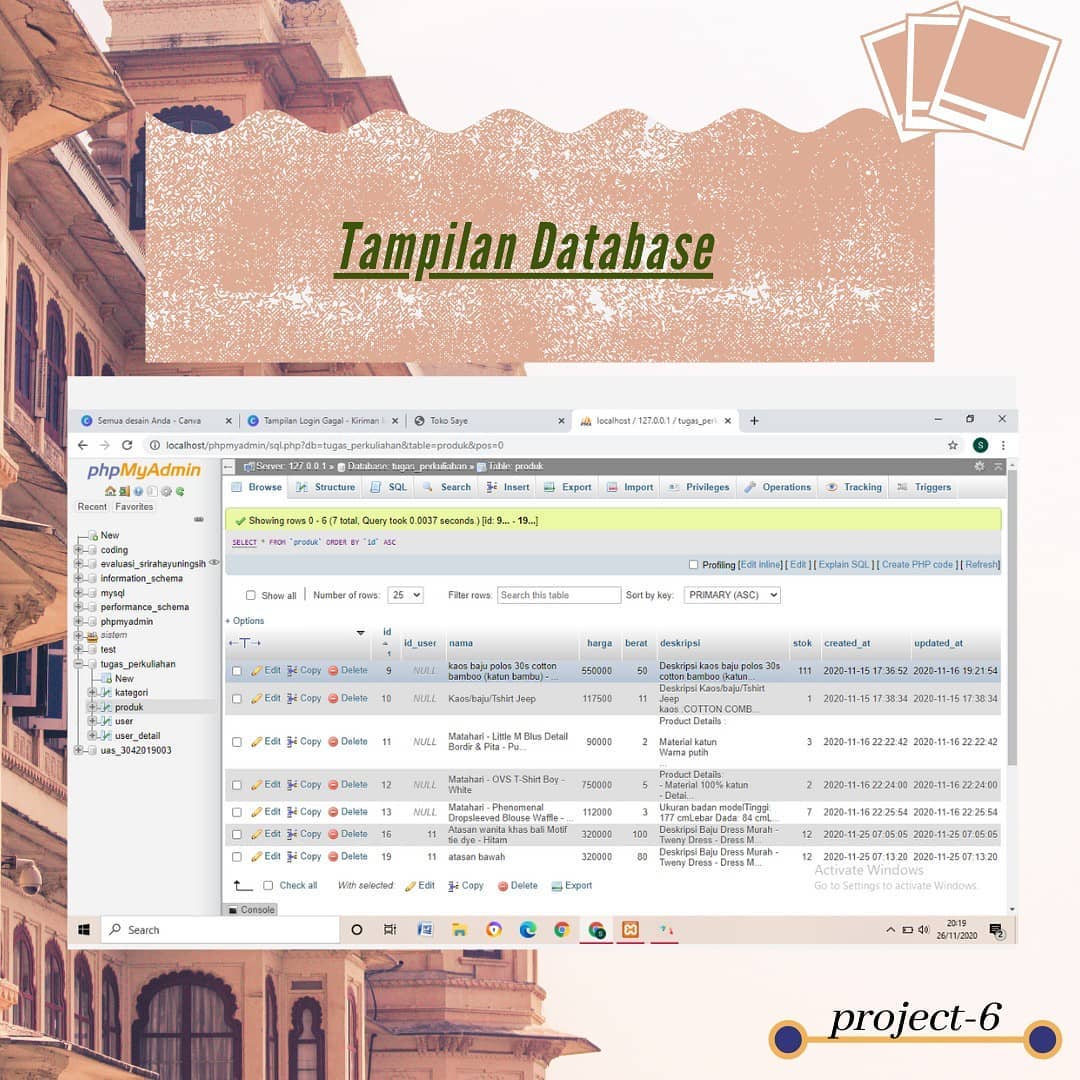 Tampilan Database
Semua desain Anda - Canva
Tampilan Login Gagal - Kiriman
Toko Saye
localhost / 127.0.0.1 / tugas_perk
localhost/phpmyadmin/sql.php?db=tugas_perkuliahan&table=produk&pos=0
S
phpMyAdmin
Server: 127.0.0.1 » Database: tugas_perkuliahan » Table: produk
Recent Favorites
Browse Structure SQL Search Insert Export Import Privileges Operations Tracking Triggers
New
coding
evaluasi_srirahayuningsih
information_schema
mysql
performance_schema
phpmyadmin
sistem
test
tugas_perkuliahan
New
kategori
produk
user
user_detail
uas_3042019003
Showing rows 0 - 6 (7 total, Query took 0.0037 seconds.) [id: 9... - 19...]
SELECT * FROM `produk` ORDER BY `id` ASC
Profiling [Edit inline] [ Edit ] [ Explain SQL ] [ Create PHP code ] [ Refresh]
Show all Number of rows: 25 Filter rows: Search this table Sort by key: PRIMARY (ASC)
+ Options
←T→ id 1 id_user nama harga berat deskripsi stok created_at updated_at
Edit Copy Delete 9 NULL kaos baju polos 30s cotton 550000 50 Deskripsi kaos baju polos 30s 111 2020-11-15 17:36:52 2020-11-16 19:21:54
bamboo (katun bambu) - ... cotton bamboo (katun...
Deskripsi Kaos/baju/Tshirt
Edit Copy Delete 10 NULL Kaos/baju/Tshirt Jeep 117500 11 Jeep 1 2020-11-15 17:38:34 2020-11-15 17:38:34
kaos :COTTON COMB...
Product Details :
Edit Copy Delete 11 NULL Matahari - Little M Blus Detail 90000 2 Material katun 3 2020-11-16 22:22:42 2020-11-16 22:22:42
Bordir & Pita - Pu... Warna putih
...
Product Details:
Edit Copy Delete 12 NULL Matahari - OVS T-Shirt Boy - 750000 5 - Material 100% katun 2 2020-11-16 22:24:00 2020-11-16 22:24:00
White - Detai...
Edit Copy Delete 13 NULL Matahari - Phenomenal 112000 3 Ukuran badan modelTinggi: 7 2020-11-16 22:25:54 2020-11-16 22:25:54
Dropsleeved Blouse Waffle - ... 177 cmLebar Dada: 84 cmL...
Edit Copy Delete 16 11 Atasan wanita khas bali Motif 320000 100 Deskripsi Baju Dress Murah - 12 2020-11-25 07:05:05 2020-11-25 07:05:05
tie dye - Hitam Tweny Dress - Dress M...
Edit Copy Delete 19 11 atasan bawah 320000 80 Deskripsi Baju Dress Murah - 12 2020-11-25 07:13:20 2020-11-25 07:13:20
Tweny Dress - Dress M...
Activate Windows
Go to Settings to activate Windows.
Check all With selected: Edit Copy Delete Export
Console
Search
20:19
26/11/2020
2
project-6